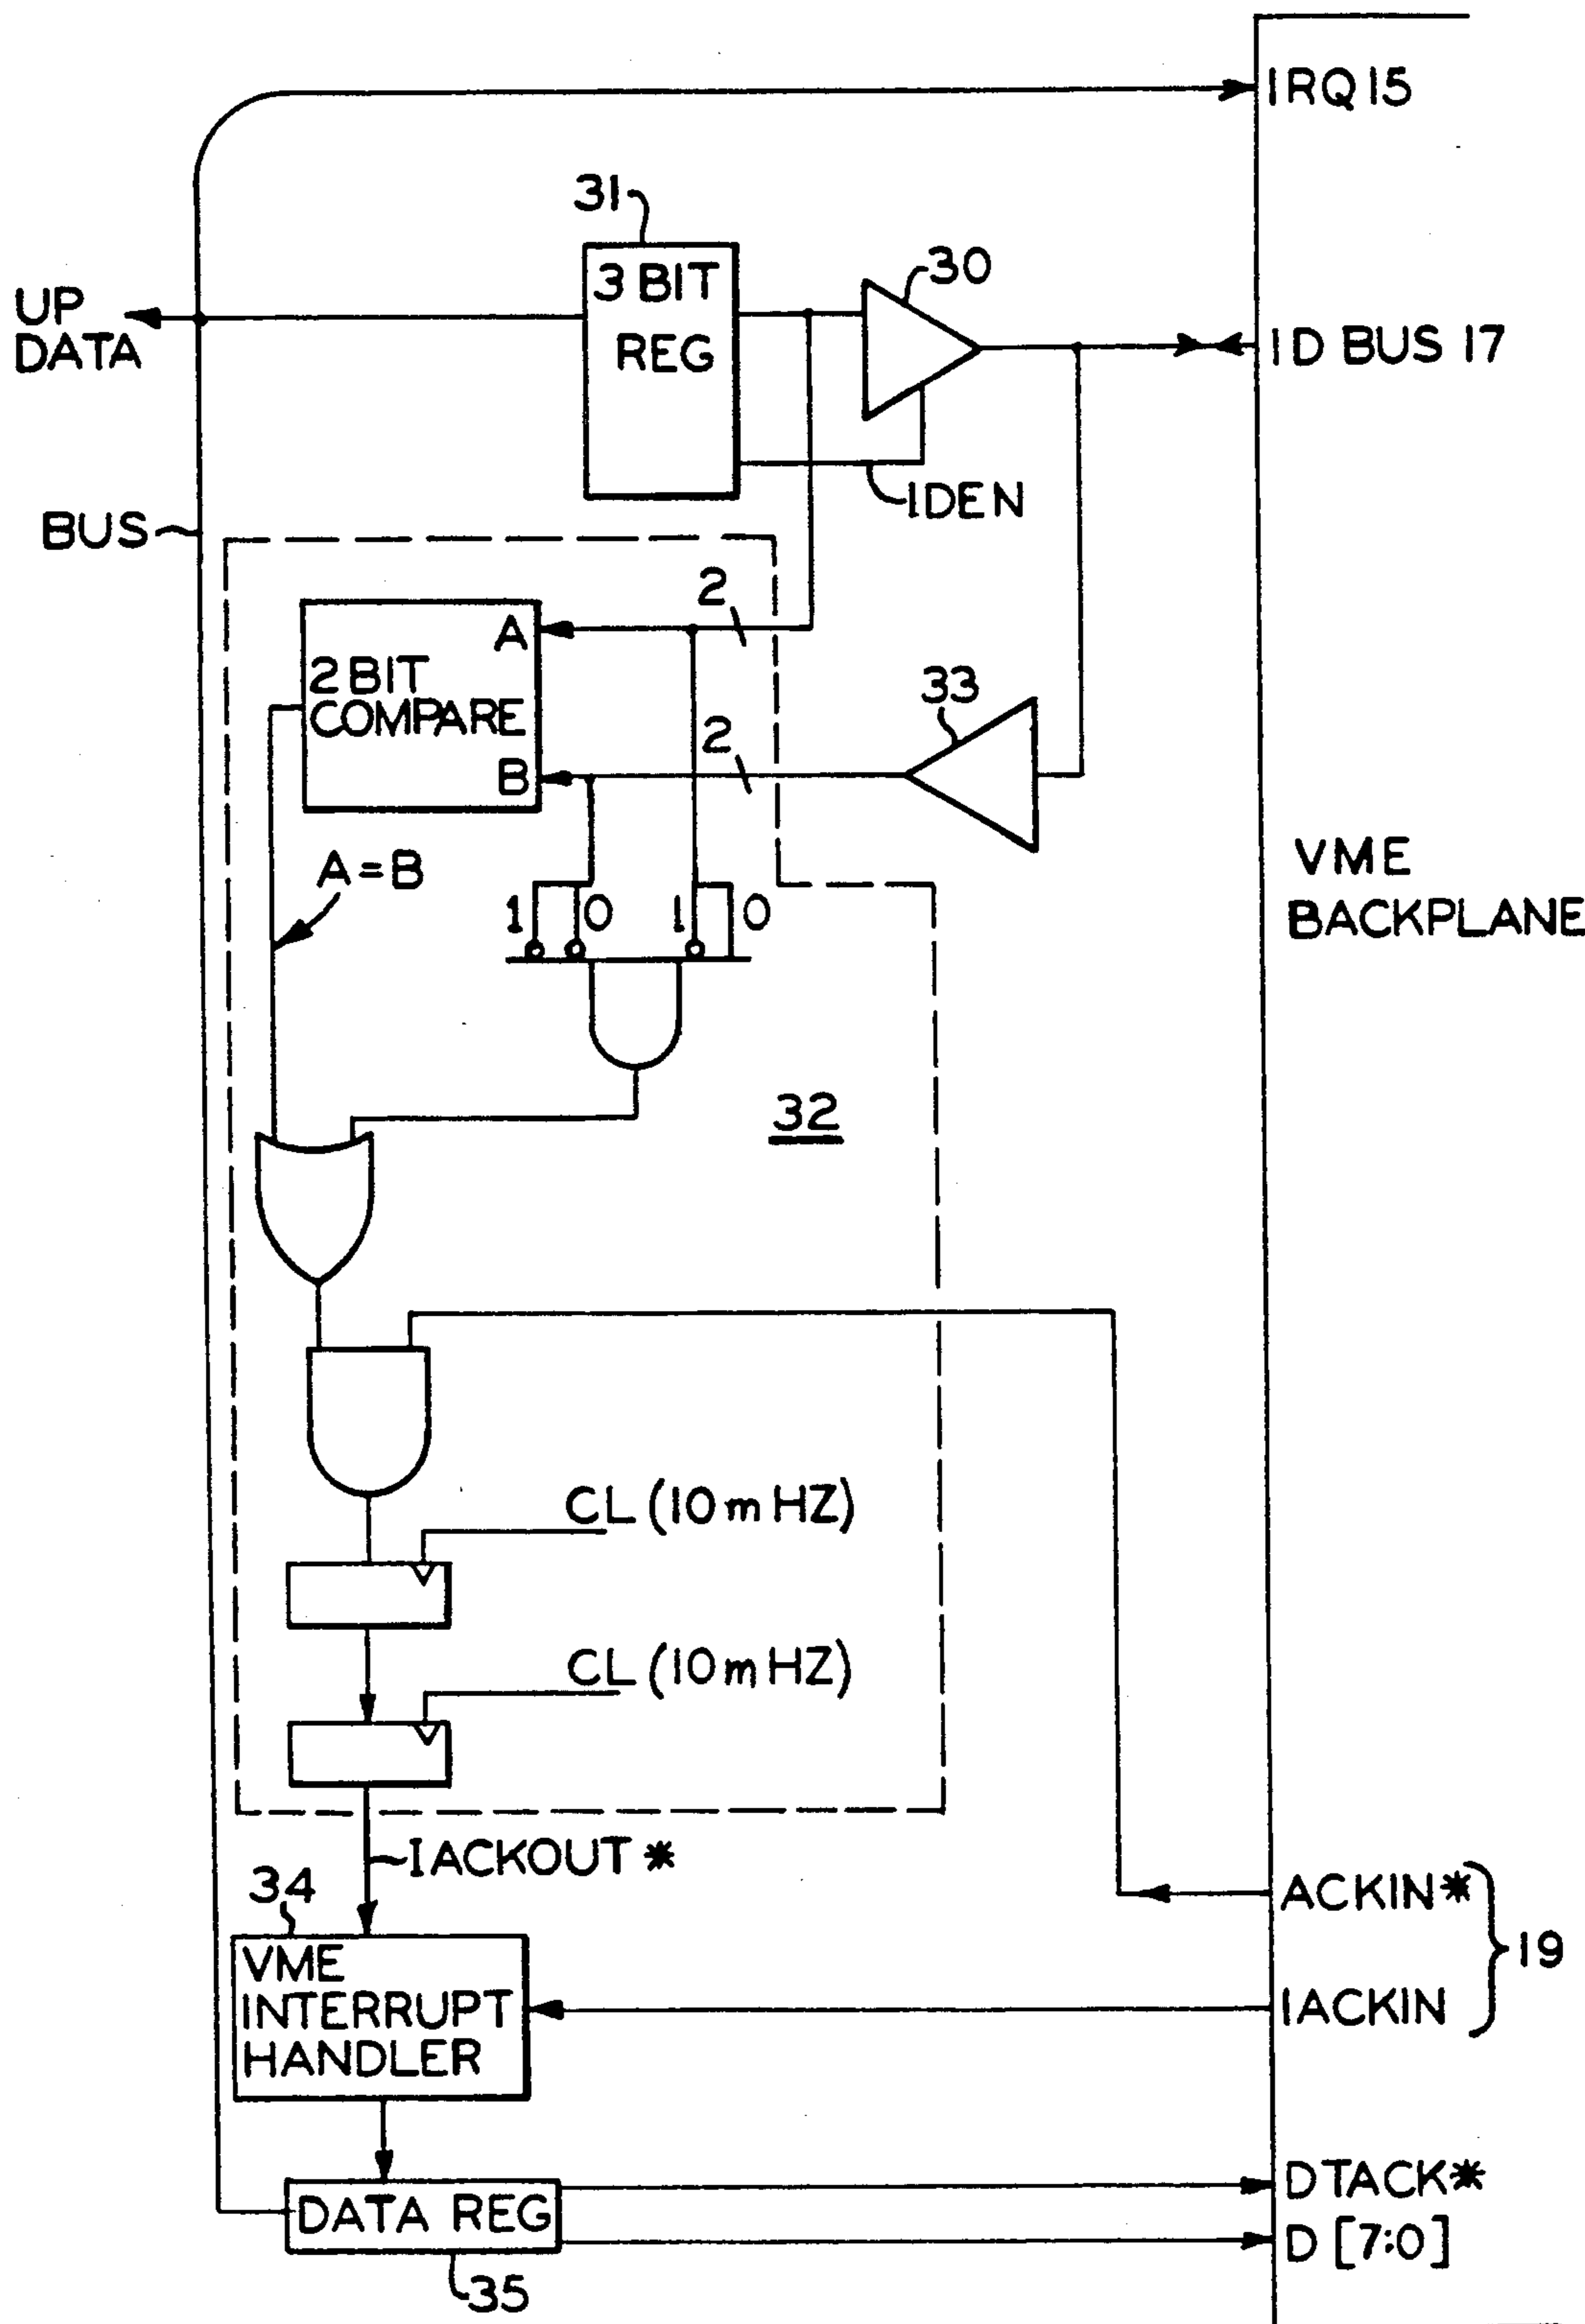 IRQ 15
31
3 BIT
REG
30
UP
DATA
ID BUS 17
IDEN
BUS
2
A
2 BIT
COMPARE
B
2
33
A=B
1 0 1 0
VME
BACKPLANE
32
CL (10 m HZ)
CL (10 m HZ)
IACKOUT *
34
VME
INTERRUPT
HANDLER
ACKIN *
IACKIN
19
DATA REG
35
DTACK *
D [7:0]